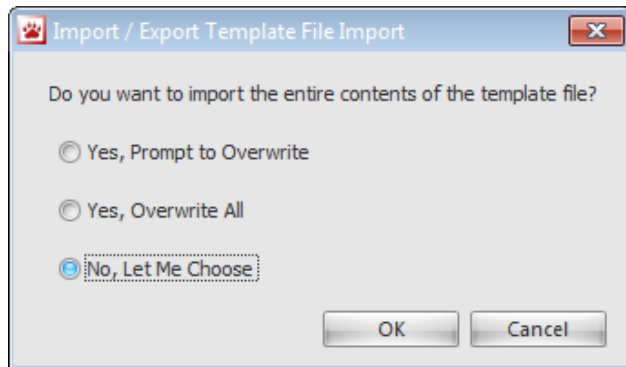 Import / Export Template File Import
Do you want to import the entire contents of the template file?
Yes, Prompt to Overwrite
Yes, Overwrite All
No, Let Me Choose
OK Cancel